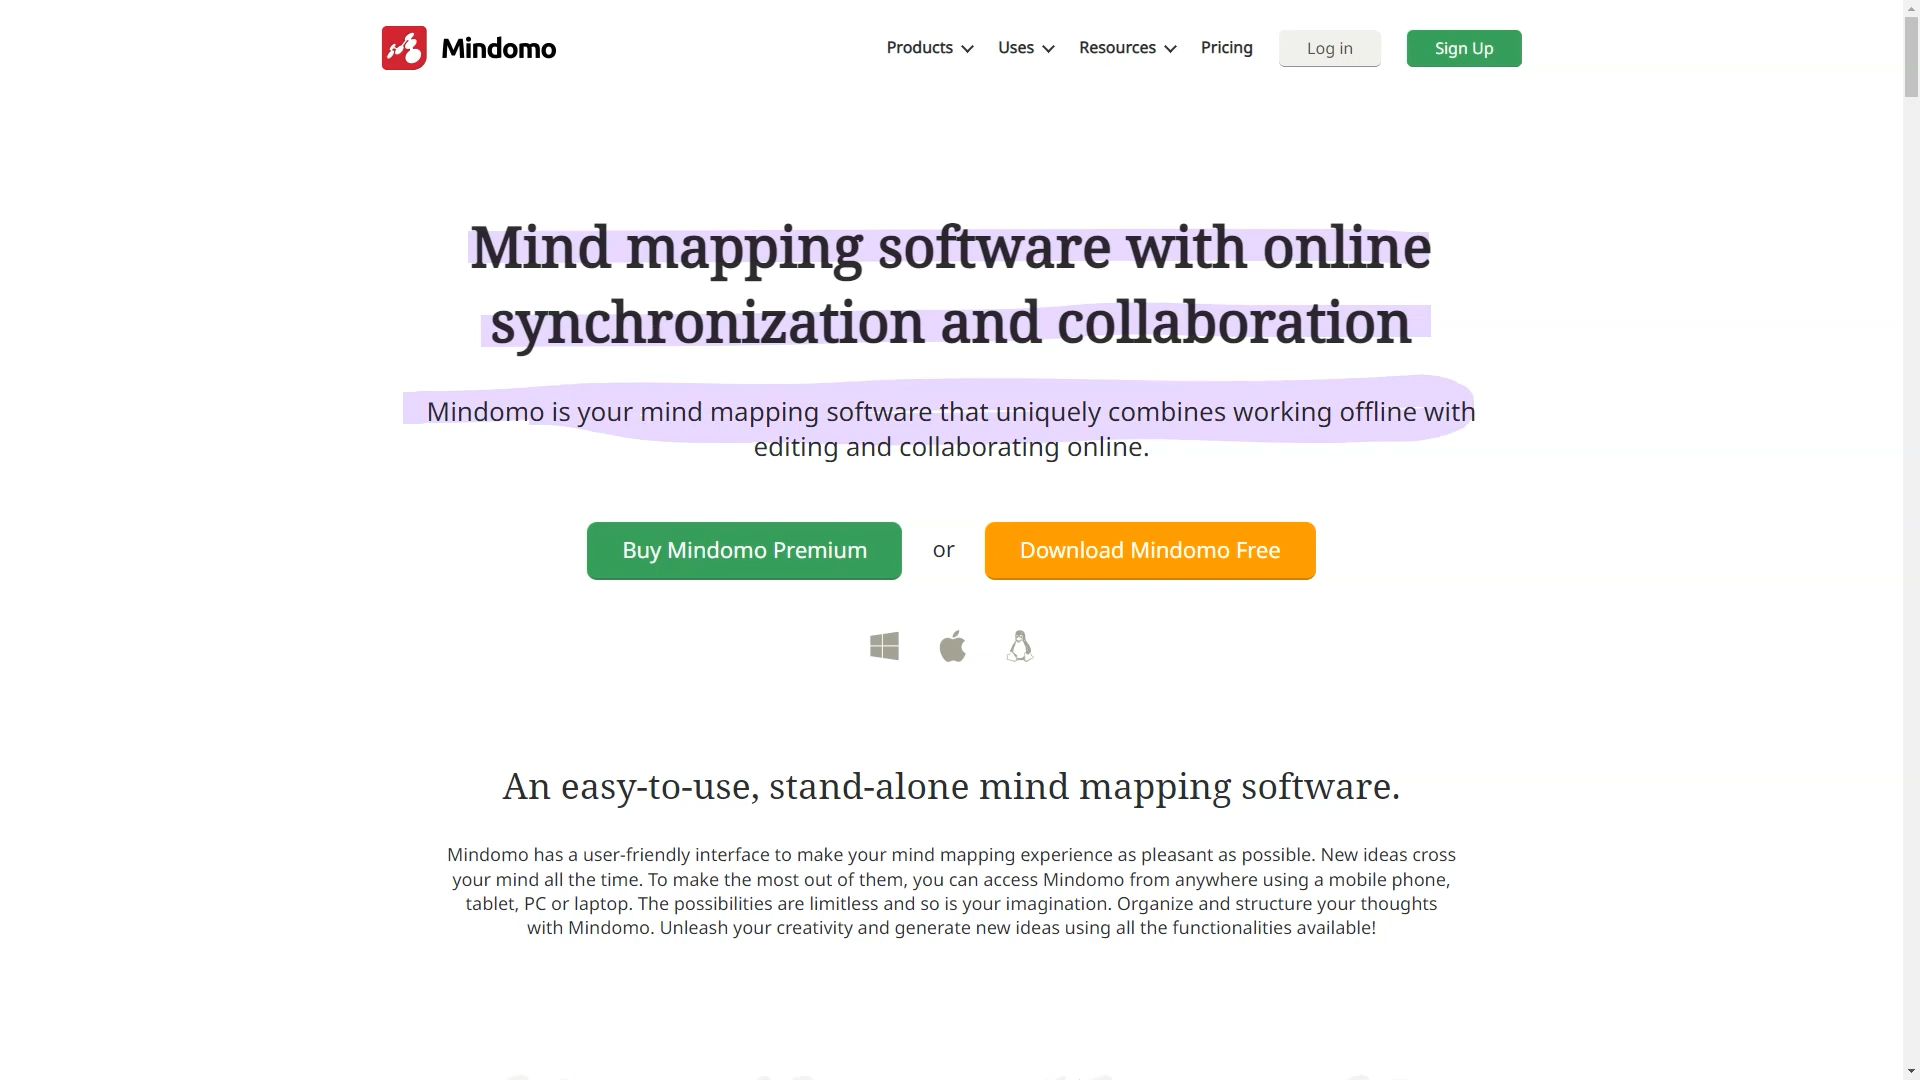 Mindomo
Products Uses Resources Pricing Log in Sign Up
Mind mapping software with online
synchronization and collaboration
Mindomo is your mind mapping software that uniquely combines working offline with
editing and collaborating online.
Buy Mindomo Premium or Download Mindomo Free
An easy-to-use, stand-alone mind mapping software.
Mindomo has a user-friendly interface to make your mind mapping experience as pleasant as possible. New ideas cross
your mind all the time. To make the most out of them, you can access Mindomo from anywhere using a mobile phone,
tablet, PC or laptop. The possibilities are limitless and so is your imagination. Organize and structure your thoughts
with Mindomo. Unleash your creativity and generate new ideas using all the functionalities available!